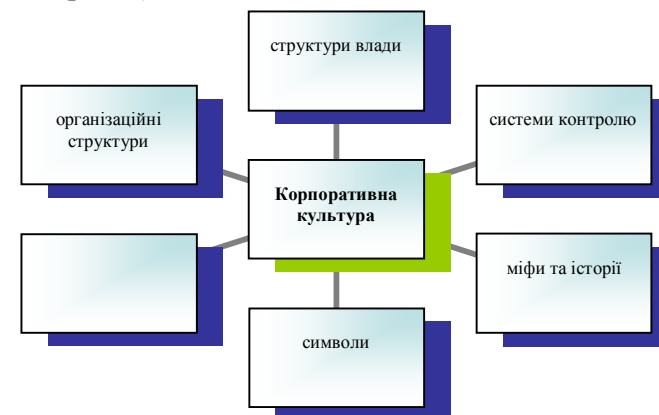 структури влади
організаційні
структури
системи контролю
Корпоративна
культура
міфи та історії
символи